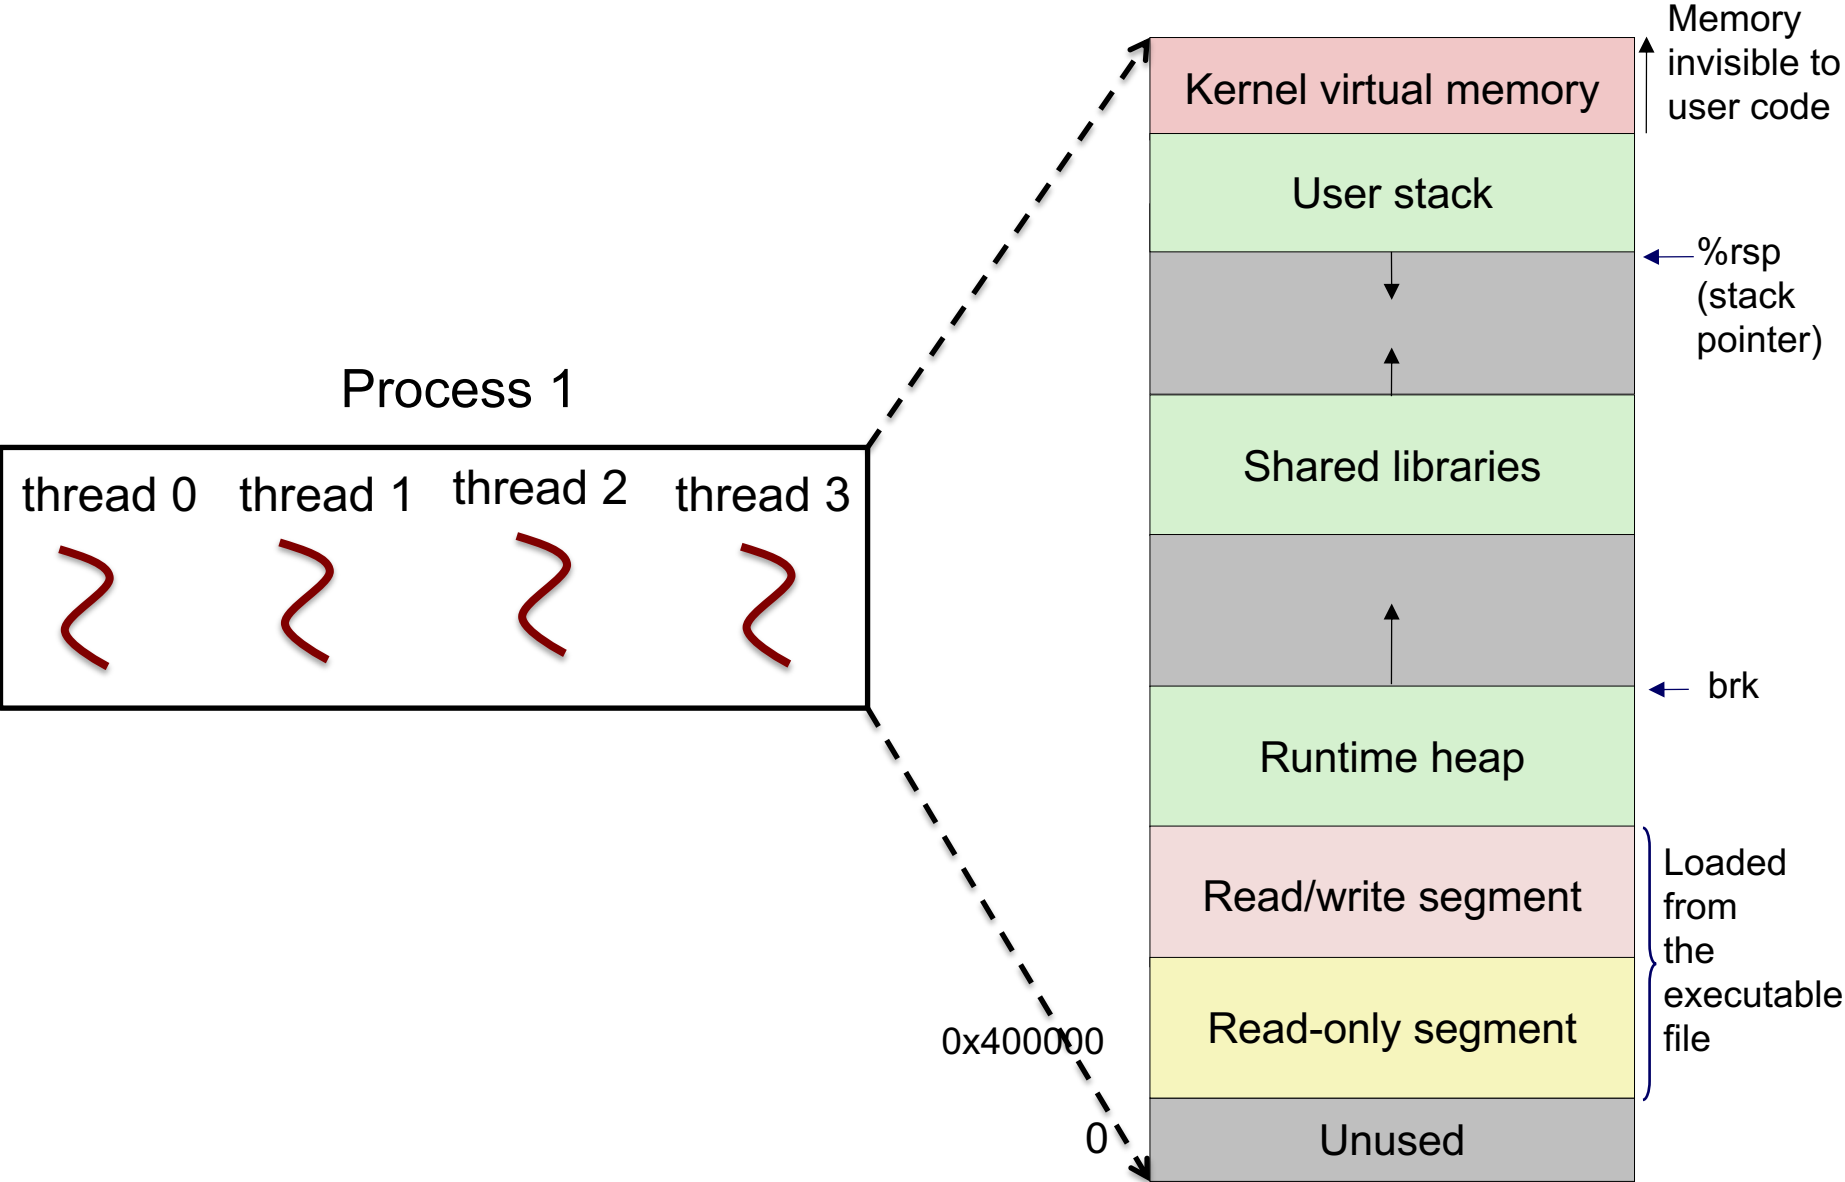 Process 1
thread 0
thread 1
thread 2
thread 3
Kernel virtual memory
Memory
invisible to
user code
User stack
%rsp
(stack
pointer)
Shared libraries
brk
Runtime heap
Read/write segment
Loaded
from
the
executable
file
Read-only segment
0x400000
0
Unused